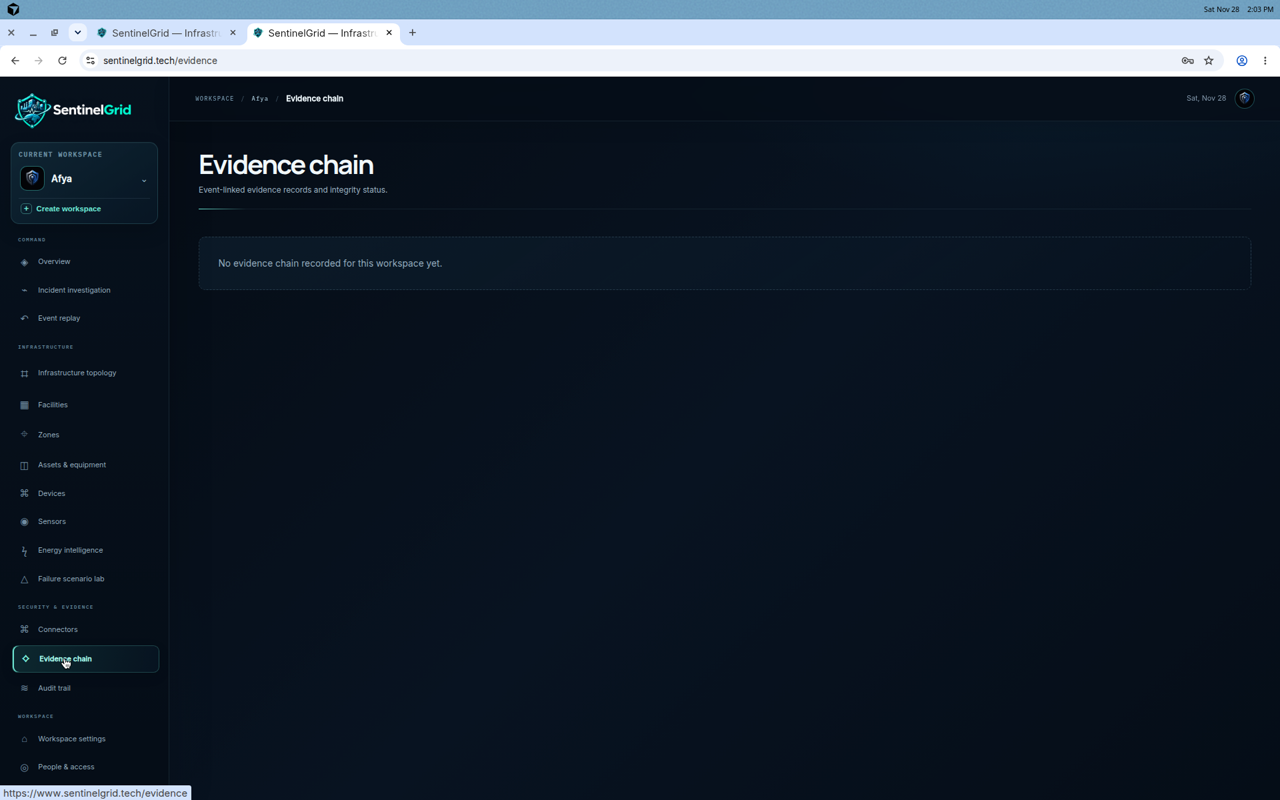 Sat Nov 28 2:03 PM
SentinelGrid — Infrastr
SentinelGrid — Infrastr
sentinelgrid.tech/evidence
SentinelGrid
WORKSPACE / Afya / Evidence chain
Sat, Nov 28
CURRENT WORKSPACE
Afya
Create workspace
Evidence chain
Event-linked evidence records and integrity status.
No evidence chain recorded for this workspace yet.
COMMAND
Overview
Incident investigation
Event replay
INFRASTRUCTURE
Infrastructure topology
Facilities
Zones
Assets & equipment
Devices
Sensors
Energy intelligence
Failure scenario lab
SECURITY & EVIDENCE
Connectors
Evidence chain
Audit trail
WORKSPACE
Workspace settings
People & access
https://www.sentinelgrid.tech/evidence